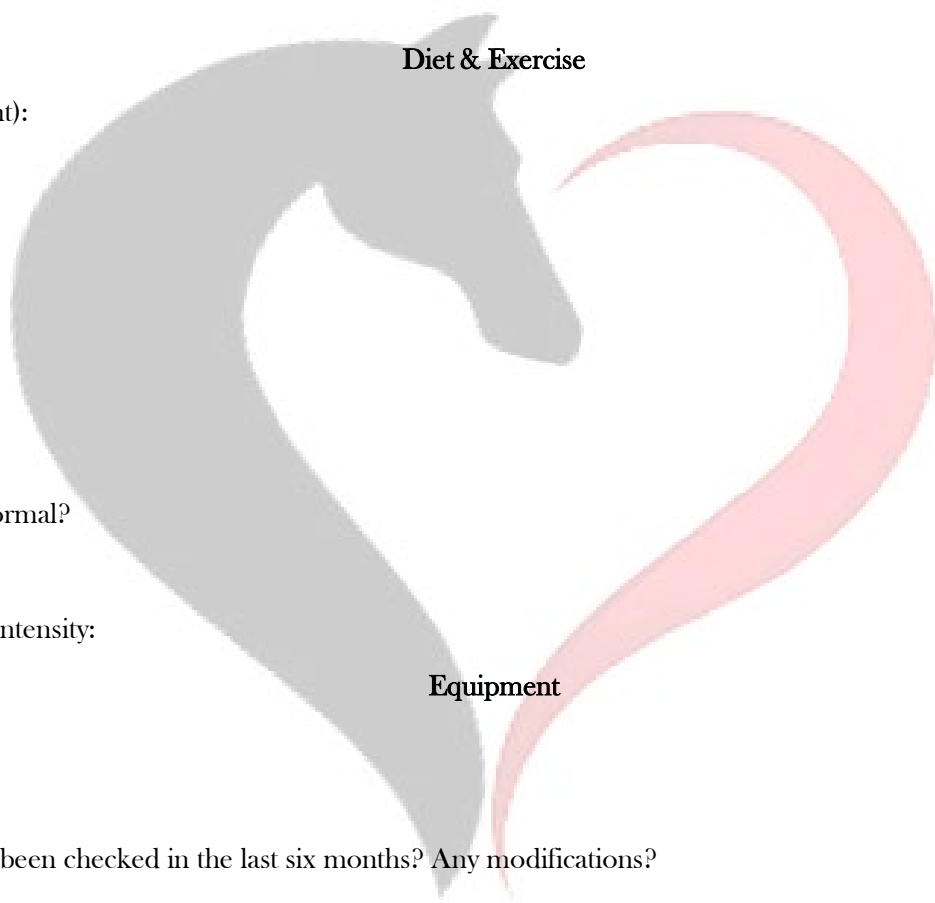 Diet & Exercise
nt):
ormal?
ntensity:
Equipment
been checked in the last six months? Any modifications?